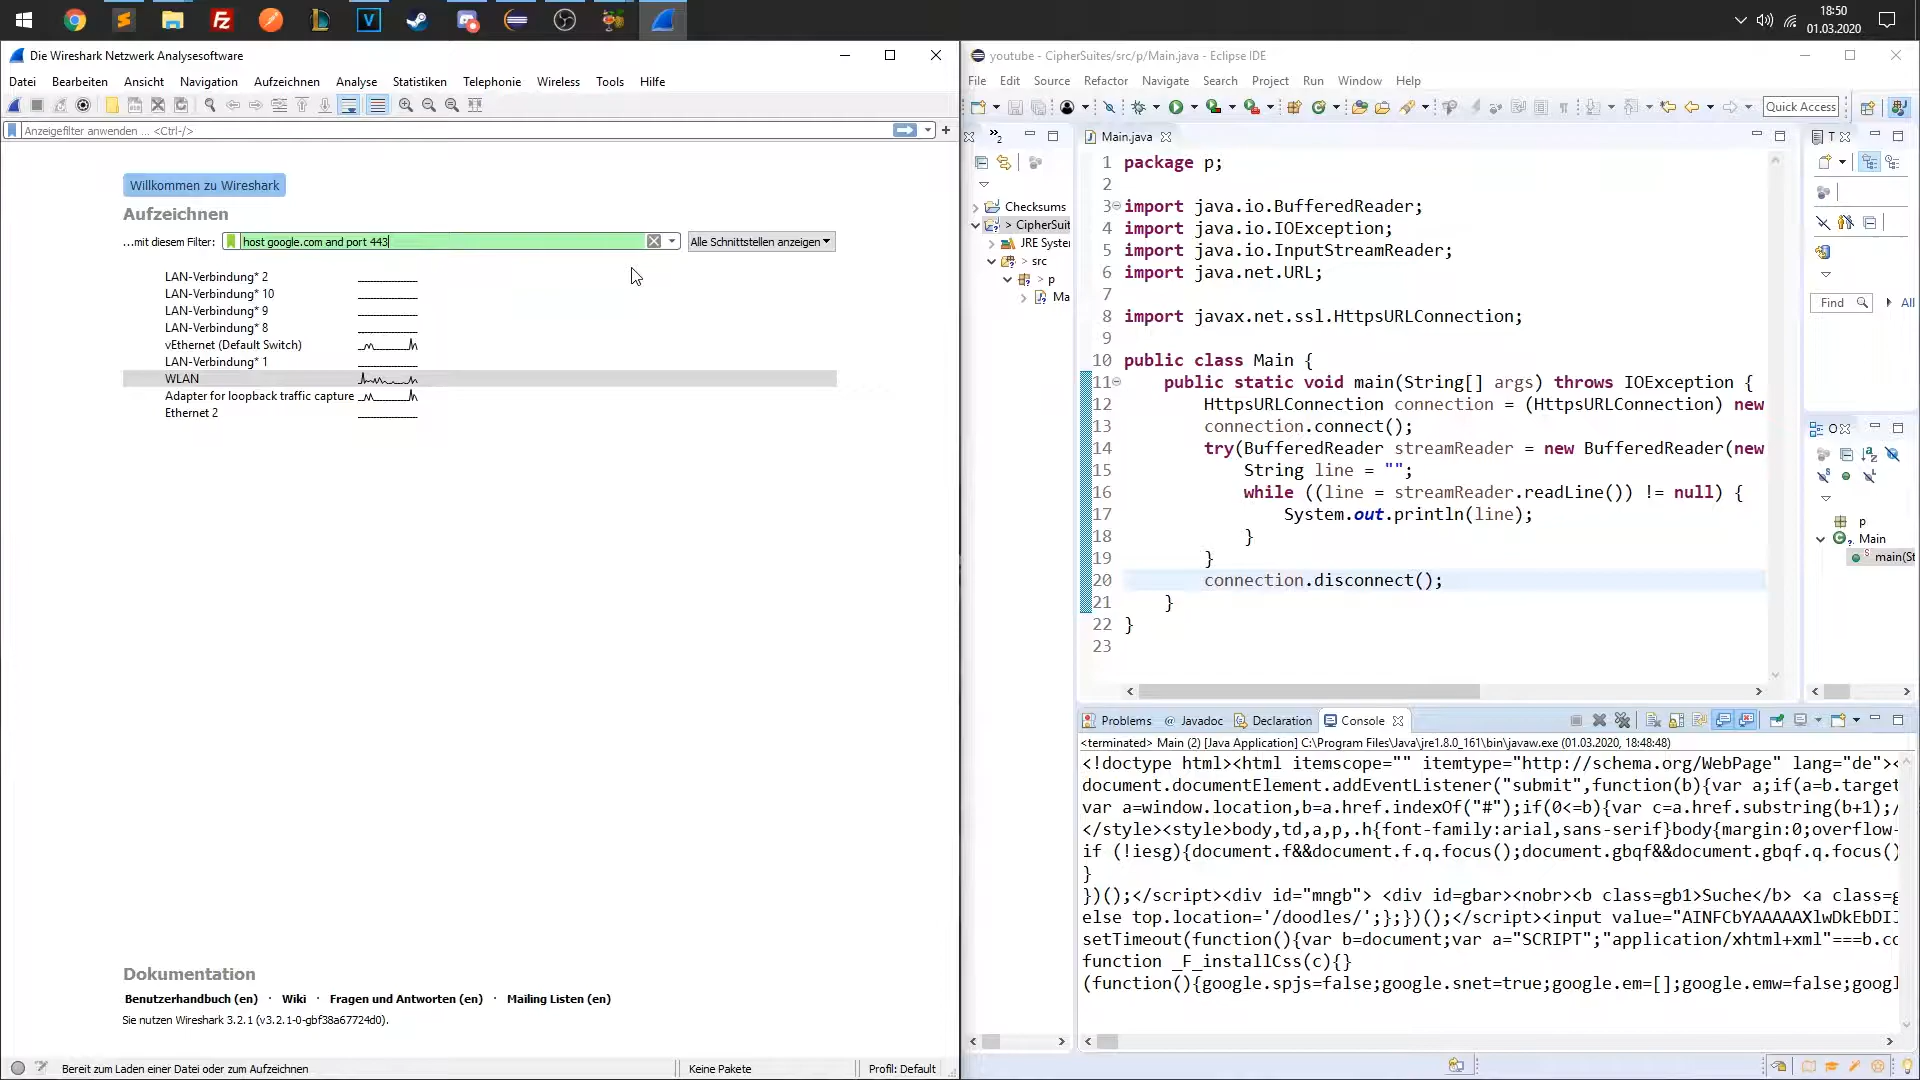 18:50
01.03.2020
Die Wireshark Netzwerk Analysesoftware
Datei Bearbeiten Ansicht Navigation Aufzeichnen Analyse Statistiken Telephonie Wireless Tools Hilfe
Anzeigefilter anwenden ... <Ctrl-/>
Willkommen zu Wireshark
Aufzeichnen
...mit diesem Filter: host google.com and port 443 Alle Schnittstellen anzeigen
LAN-Verbindung* 2
LAN-Verbindung* 10
LAN-Verbindung* 9
LAN-Verbindung* 8
vEthernet (Default Switch)
LAN-Verbindung* 1
WLAN
Adapter for loopback traffic capture
Ethernet 2
Dokumentation
Benutzerhandbuch (en) · Wiki · Fragen und Antworten (en) · Mailing Listen (en)
Sie nutzen Wireshark 3.2.1 (v3.2.1-0-gbf38a67724d0).
Bereit zum Laden einer Datei oder zum Aufzeichnen
Keine Pakete
Profil: Default
youtube - CipherSuites/src/p/Main.java - Eclipse IDE
File Edit Source Refactor Navigate Search Project Run Window Help
Quick Access
Checksums
> CipherSuit
JRE System
> src
> p
Ma
Main.java
1 package p;
2
3 import java.io.BufferedReader;
4 import java.io.IOException;
5 import java.io.InputStreamReader;
6 import java.net.URL;
7
8 import javax.net.ssl.HttpsURLConnection;
9
10 public class Main {
11 public static void main(String[] args) throws IOException {
12 HttpsURLConnection connection = (HttpsURLConnection) new
13 connection.connect();
14 try(BufferedReader streamReader = new BufferedReader(new
15 String line = "";
16 while ((line = streamReader.readLine()) != null) {
17 System.out.println(line);
18 }
19 }
20 connection.disconnect();
21 }
22 }
23
T
Find
All
O
p
Main
main(St
Problems @ Javadoc Declaration Console
<terminated> Main (2) [Java Application] C:\Program Files\Java\jre1.8.0_161\bin\javaw.exe (01.03.2020, 18:48:48)
<!doctype html><html itemscope="" itemtype="http://schema.org/WebPage" lang="de"><
document.documentElement.addEventListener("submit",function(b){var a;if(a=b.target
var a=window.location,b=a.href.indexOf("#");if(0<=b){var c=a.href.substring(b+1);/
</style><style>body,td,a,p,.h{font-family:arial,sans-serif}body{margin:0;overflow-
if (!iesg){document.f&&document.f.q.focus();document.gbqf&&document.gbqf.q.focus()
}
})();</script><div id="mngb"> <div id=gbar><nobr><b class=gb1>Suche</b> <a class=g
else top.location='/doodles/';};})();</script><input value="AINFCbYAAAAAXlwDkEbDIJ
setTimeout(function(){var b=document;var a="SCRIPT";"application/xhtml+xml"===b.co
function _F_installCss(c){}
(function(){google.spjs=false;google.snet=true;google.em=[];google.emw=false;googl